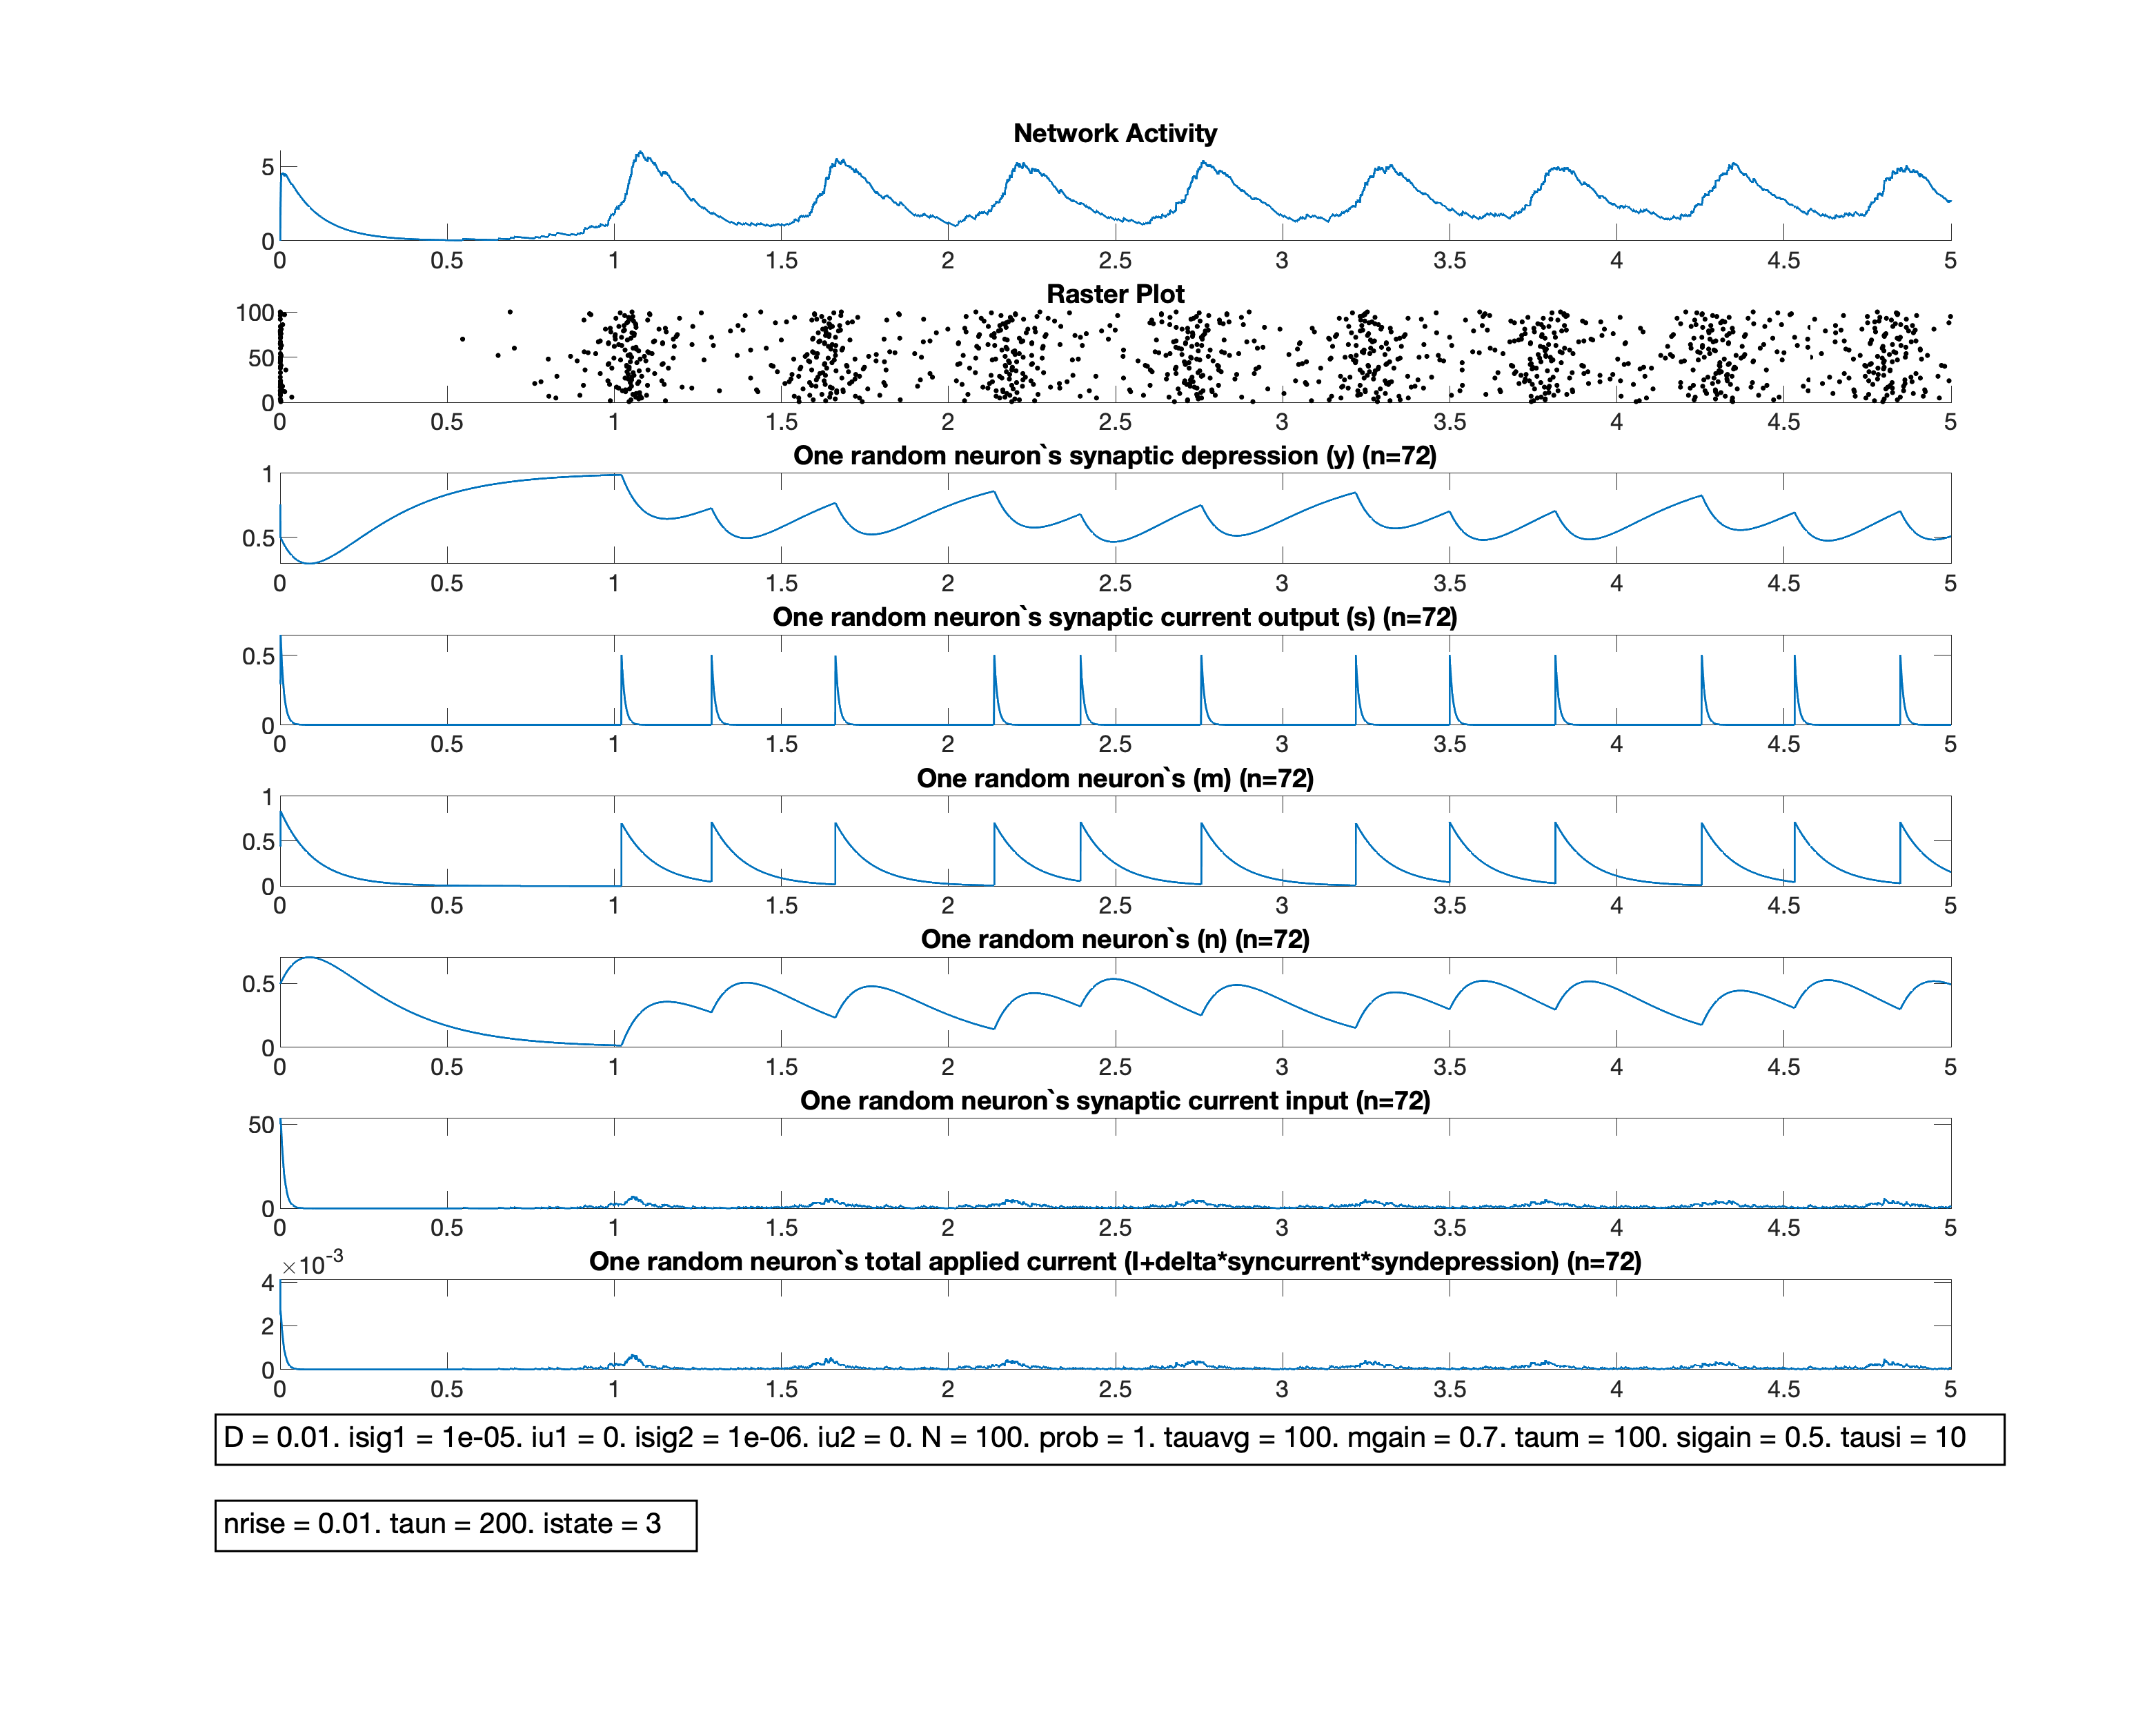 Network Activity
5
0
0 0.5 1 1.5 2 2.5 3 3.5 4 4.5 5
Raster Plot
100
50
0
0 0.5 1 1.5 2 2.5 3 3.5 4 4.5 5
One random neuron`s synaptic depression (y) (n=72)
1
0.5
0 0.5 1 1.5 2 2.5 3 3.5 4 4.5 5
One random neuron`s synaptic current output (s) (n=72)
0.5
0
0 0.5 1 1.5 2 2.5 3 3.5 4 4.5 5
One random neuron`s (m) (n=72)
1
0.5
0
0 0.5 1 1.5 2 2.5 3 3.5 4 4.5 5
One random neuron`s (n) (n=72)
0.5
0
0 0.5 1 1.5 2 2.5 3 3.5 4 4.5 5
One random neuron`s synaptic current input (n=72)
50
0
0 0.5 1 1.5 2 2.5 3 3.5 4 4.5 5
One random neuron`s total applied current (I+delta*syncurrent*syndepression) (n=72)
×10⁻³
4
2
0
0 0.5 1 1.5 2 2.5 3 3.5 4 4.5 5
D = 0.01. isig1 = 1e-05. iu1 = 0. isig2 = 1e-06. iu2 = 0. N = 100. prob = 1. tauavg = 100. mgain = 0.7. taum = 100. sigain = 0.5. tausi = 10
nrise = 0.01. taun = 200. istate = 3